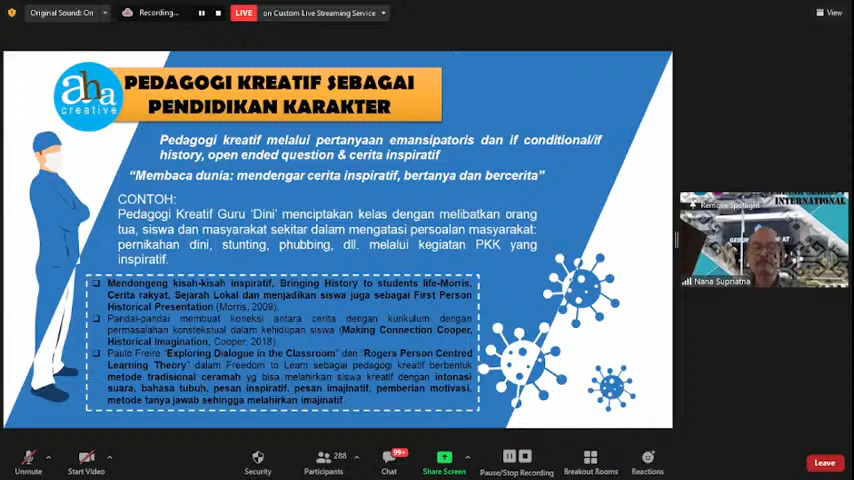 Original Sound: On
Recording...
LIVE
on Custom Live Streaming Service
View
aha
creative
PEDAGOGI KREATIF SEBAGAI
PENDIDIKAN KARAKTER
Pedagogi kreatif melalui pertanyaan emansipatoris dan if conditional/if
history, open ended question & cerita inspiratif
“Membaca dunia: mendengar cerita inspiratif, bertanya dan bercerita”
CONTOH:
Pedagogi Kreatif Guru ‘Dini’ menciptakan kelas dengan melibatkan orang
tua, siswa dan masyarakat sekitar dalam mengatasi persoalan masyarakat:
pernikahan dini, stunting, phubbing, dll. melalui kegiatan PKK yang
inspiratif.
Mendongeng kisah-kisah inspiratif, Bringing History to students life-Morris,
Cerita rakyat, Sejarah Lokal dan menjadikan siswa juga sebagai First Person
Historical Presentation (Morris, 2009).
Pandai-pandai membuat koneksi antara cerita dengan kurikulum dengan
permasalahan konstekstual dalam kehidupan siswa (Making Connection Cooper,
Historical Imagination, Cooper, 2018).
Paulo Freire “Exploring Dialogue in the Classroom” dan “Rogers Person Centred
Learning Theory” dalam Freedom to Learn sebagai pedagogi kreatif berbentuk
metode tradisional ceramah yg bisa melahirkan siswa kreatif dengan intonasi
suara, bahasa tubuh, pesan inspiratif, pesan imajinatif, pemberian motivasi,
metode tanya jawab sehingga melahirkan imajinatif.
Remove Spotlight
INTERNATIONAL
Nana Supriatna
Unmute
Start Video
Security
288
Participants
99+
Chat
Share Screen
Pause/Stop Recording
Breakout Rooms
Reactions
Leave